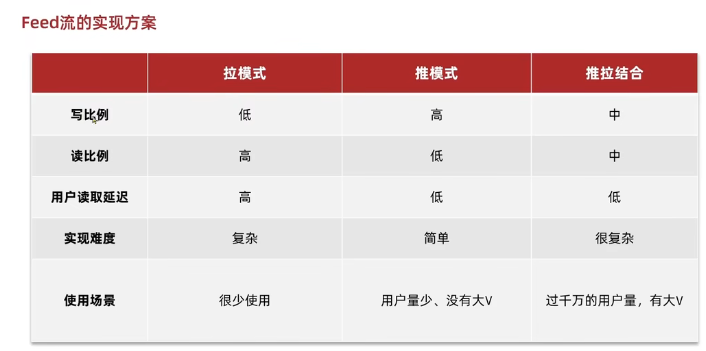 Feed流的实现方案
拉模式 推模式 推拉结合
写比例 低 高 中
读比例 高 低 中
用户读取延迟 高 低 低
实现难度 复杂 简单 很复杂
使用场景 很少使用 用户量少、没有大V 过千万的用户量，有大V